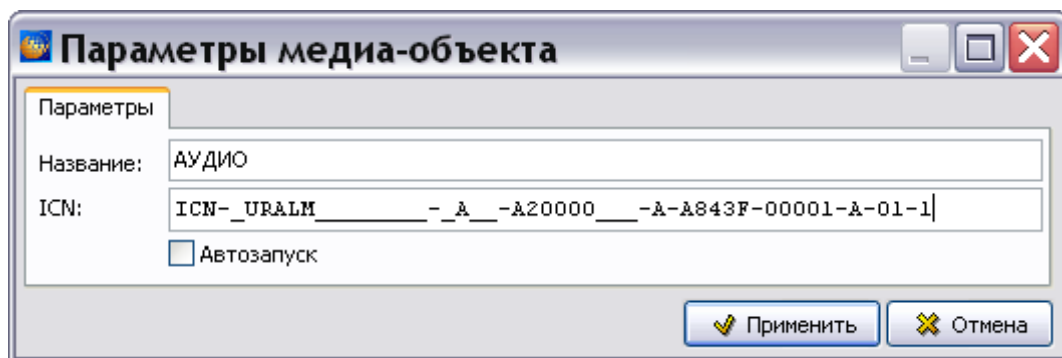 Параметры медиа-объекта
Параметры
Название: АУДИО
ICN: ICN-_URALM________-_A__-A20000___-A-A843F-00001-A-01-1
Автозапуск
Применить Отмена